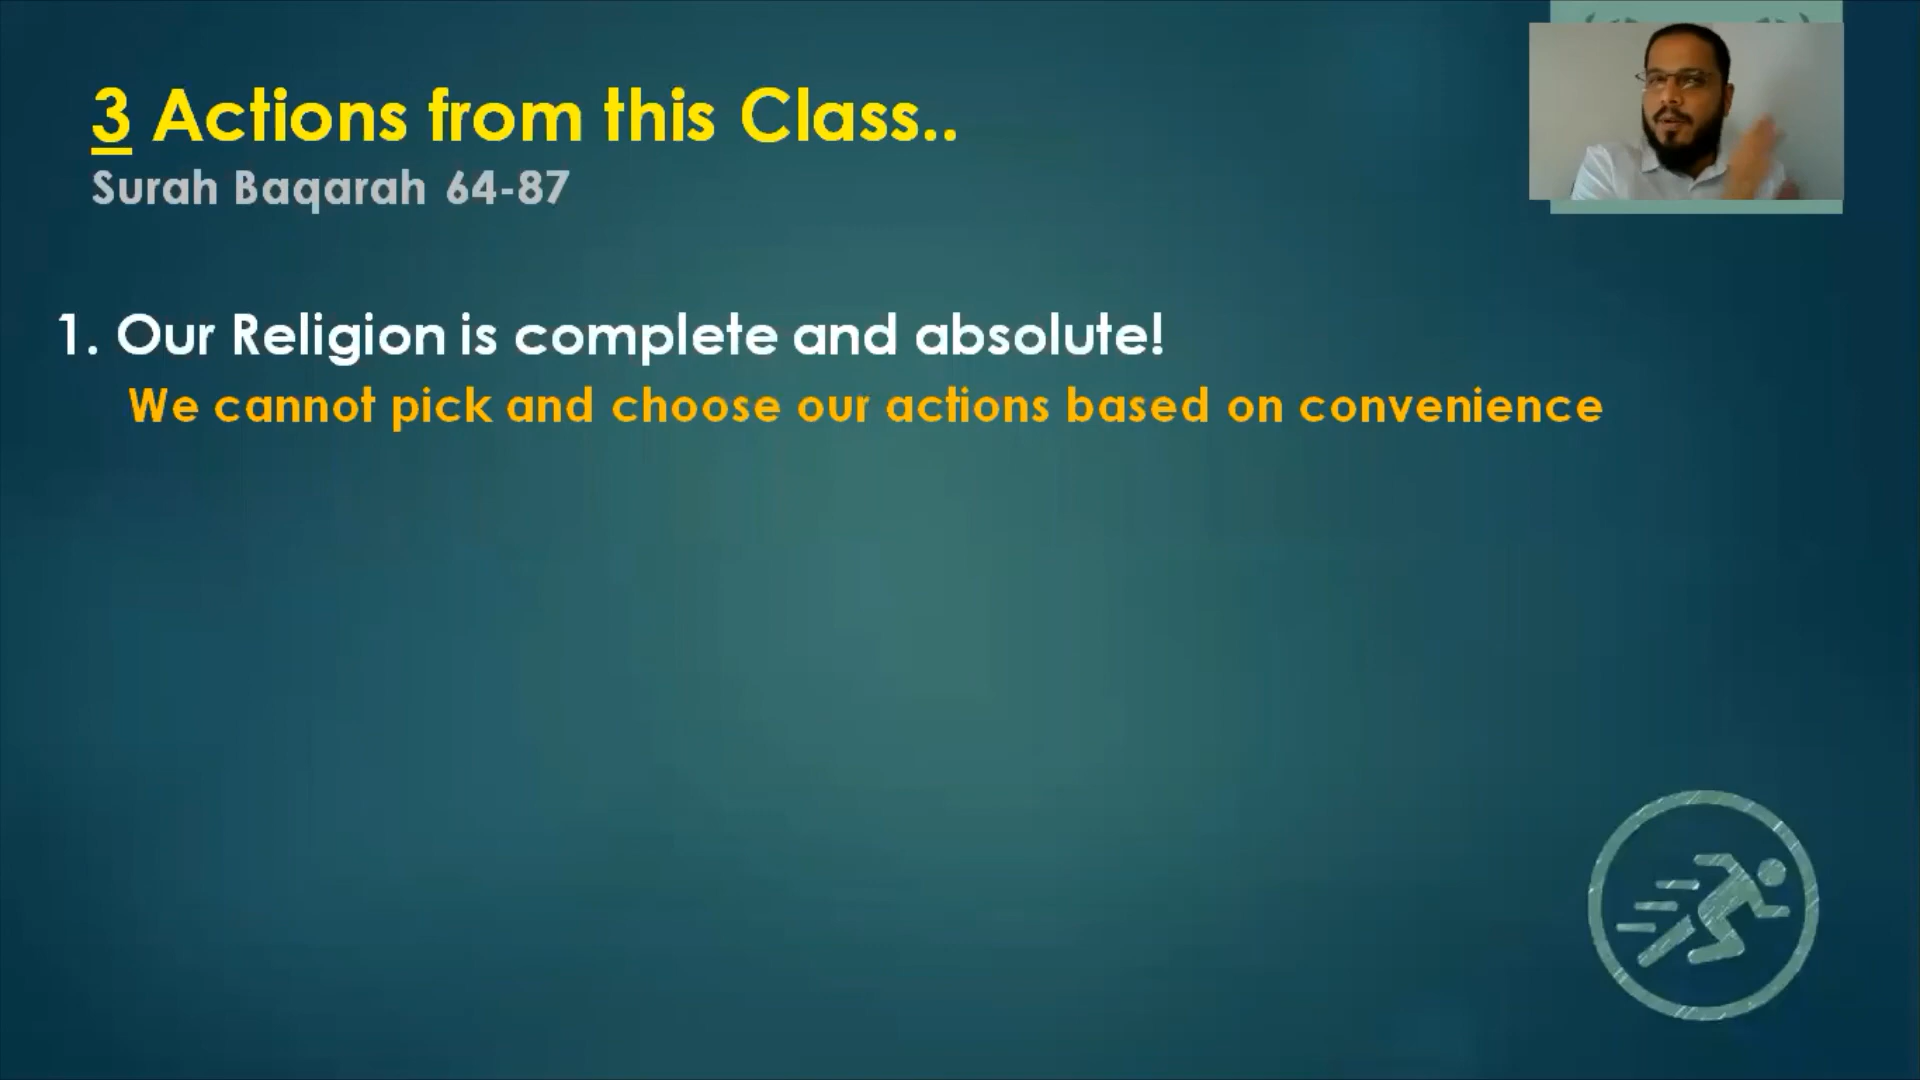 3 Actions from this Class..
Surah Baqarah 64-87
1. Our Religion is complete and absolute!
We cannot pick and choose our actions based on convenience